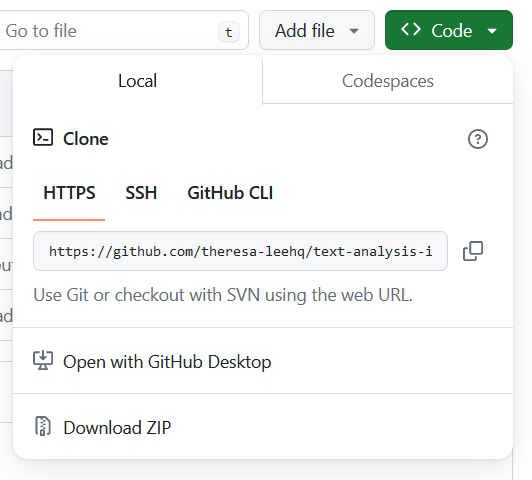 Go to file
t
Add file
Code
Local
Codespaces
Clone
HTTPS
SSH
GitHub CLI
https://github.com/theresa-leehq/text-analysis-i
Use Git or checkout with SVN using the web URL.
Open with GitHub Desktop
Download ZIP